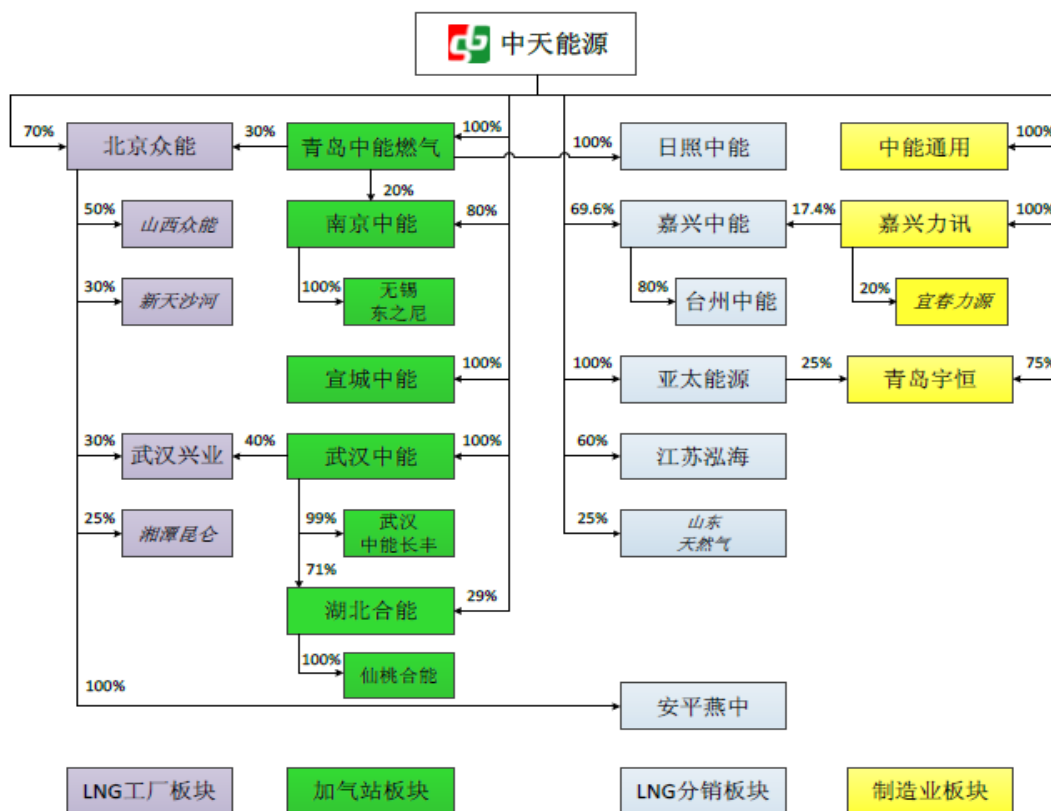 中天能源
70%
北京众能
30%
青岛中能燃气
100%
100%
日照中能
中能通用
100%
20%
50%
山西众能
南京中能
80%
69.6%
嘉兴中能
17.4%
嘉兴力讯
100%
30%
新天沙河
100%
无锡
东之尼
80%
台州中能
20%
宜春力源
宣城中能
100%
100%
亚太能源
25%
青岛宇恒
75%
30%
武汉兴业
40%
武汉中能
100%
60%
江苏泓海
25%
湘潭昆仑
99%
武汉
中能长丰
25%
山东
天然气
71%
湖北合能
29%
100%
仙桃合能
100%
安平燕中
LNG工厂板块
加气站板块
LNG分销板块
制造业板块